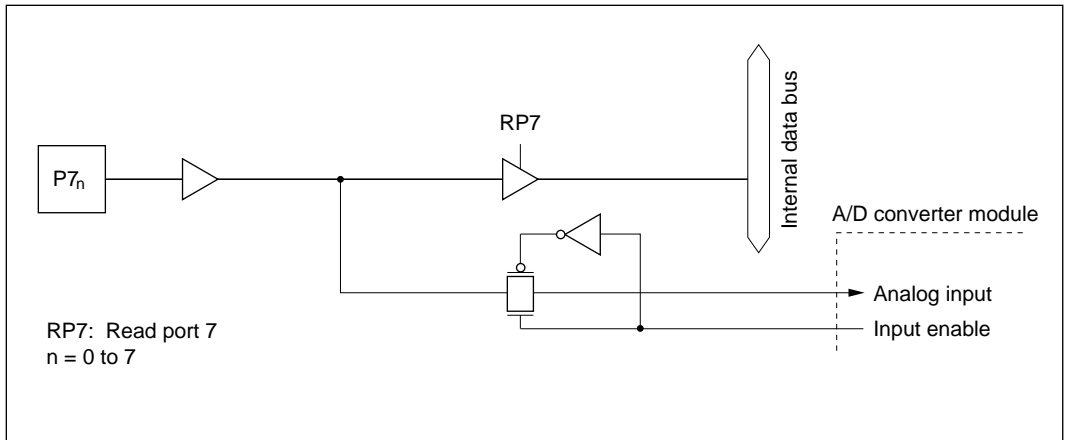 RP7
P7n
Internal data bus
A/D converter module
Analog input
Input enable
RP7: Read port 7
n = 0 to 7